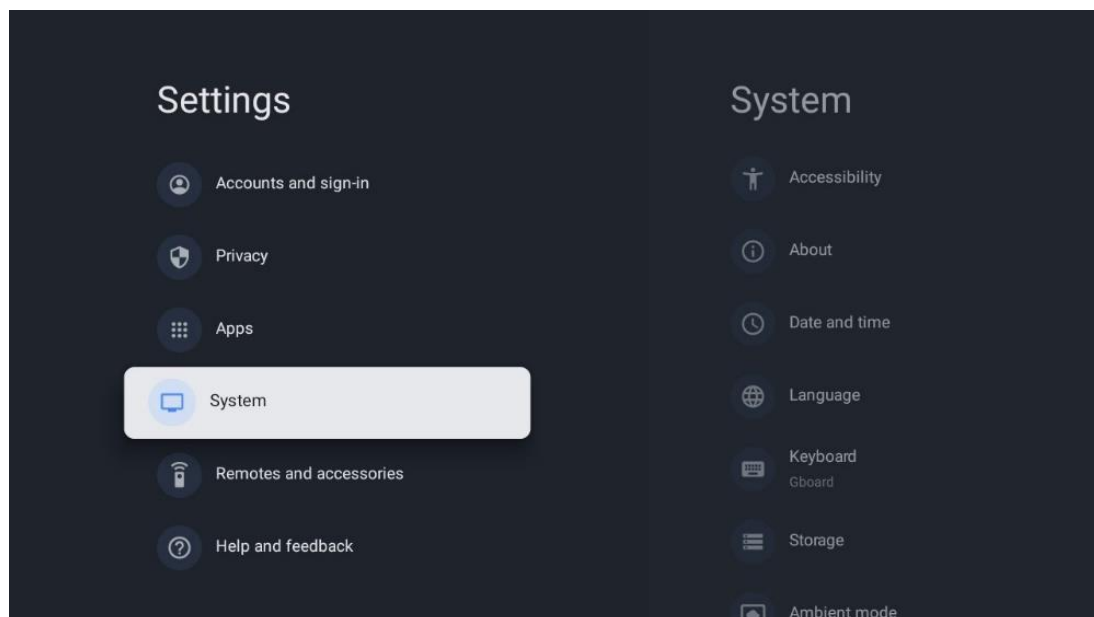 Settings
Accounts and sign-in
Privacy
Apps
System
Remotes and accessories
Help and feedback
System
Accessibility
About
Date and time
Language
Keyboard
Gboard
Storage
Ambient mode